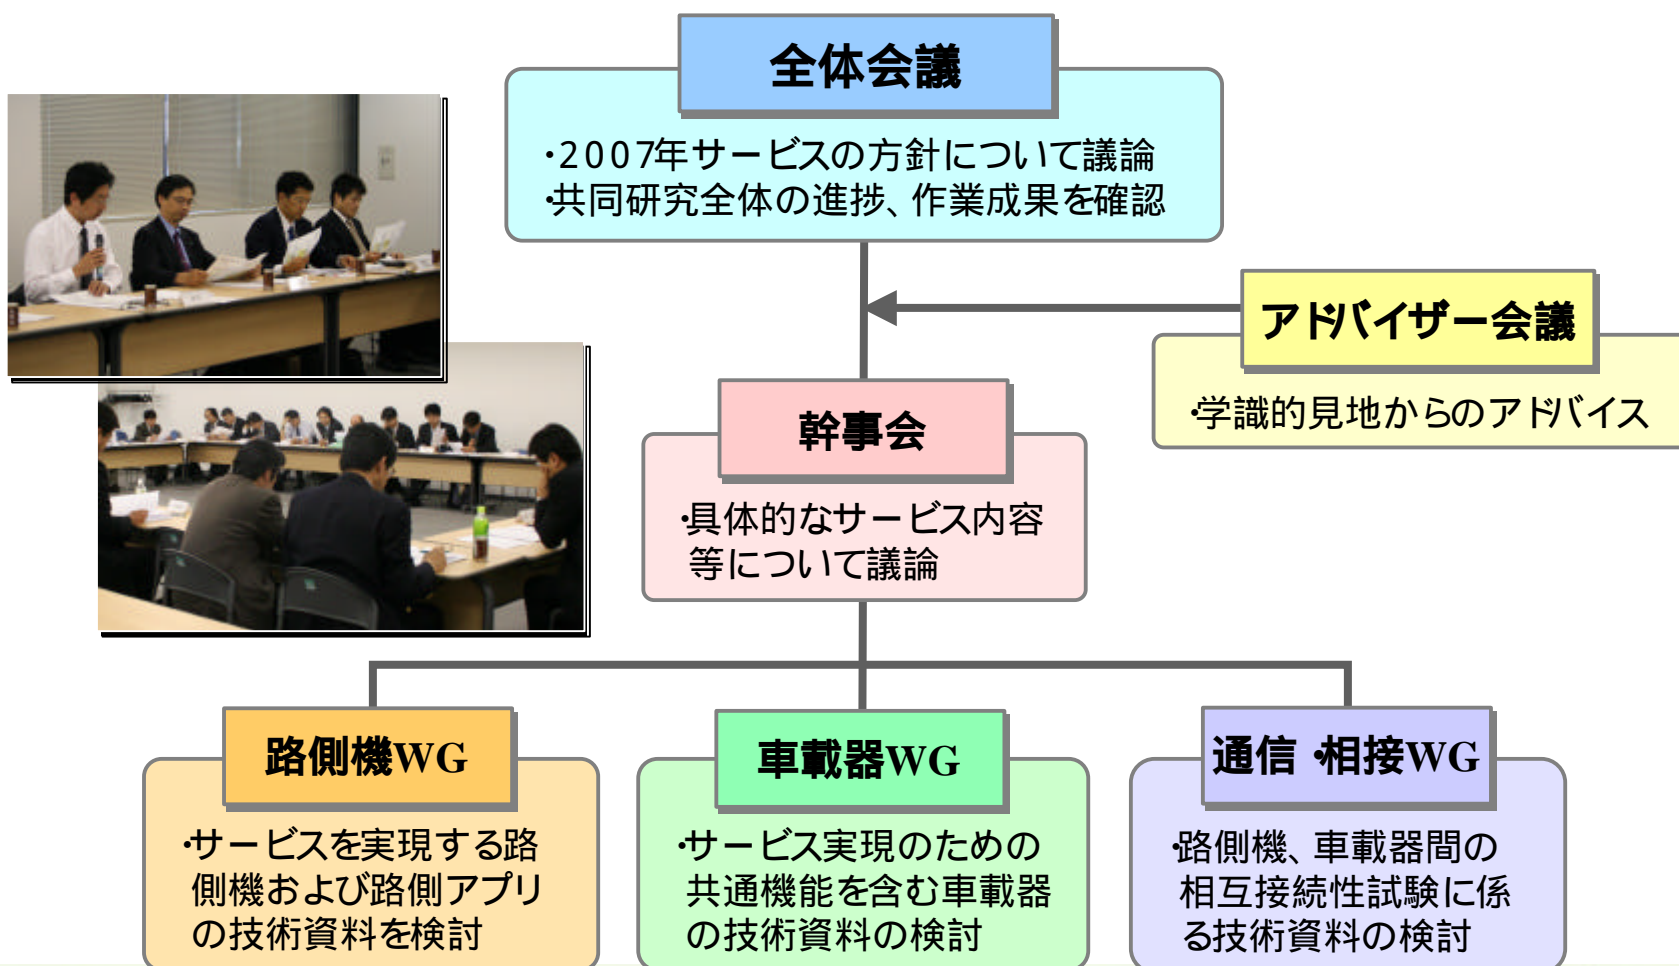 全体会議
・2007年サービスの方針について議論
・共同研究全体の進捗、作業成果を確認
アドバイザー会議
・学識的見地からのアドバイス
幹事会
・具体的なサービス内容
等について議論
路側機WG
・サービスを実現する路
側機および路側アプリ
の技術資料を検討
車載器WG
・サービス実現のための
共通機能を含む車載器
の技術資料の検討
通信・相接WG
・路側機、車載器間の
相互接続性試験に係
る技術資料の検討